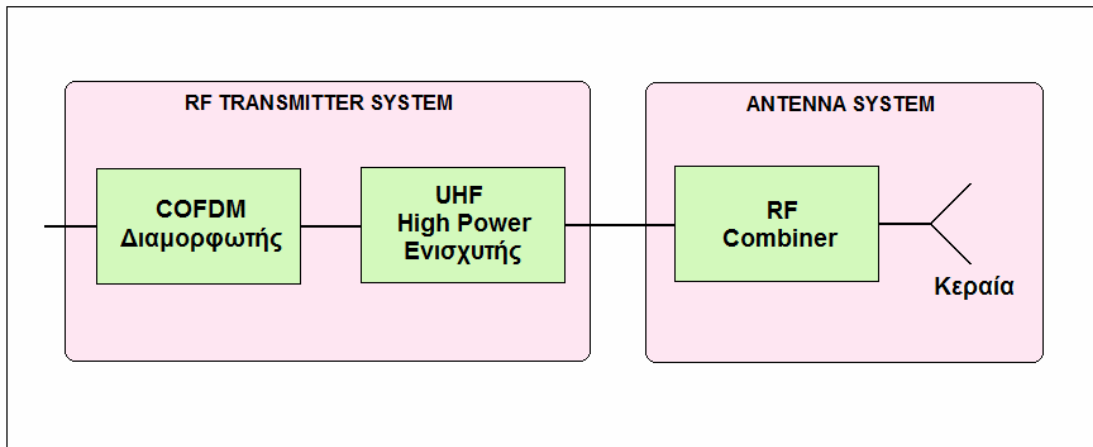 RF TRANSMITTER SYSTEM
COFDM
Διαμορφωτής
UHF
High Power
Ενισχυτής
ANTENNA SYSTEM
RF
Combiner
Κεραία